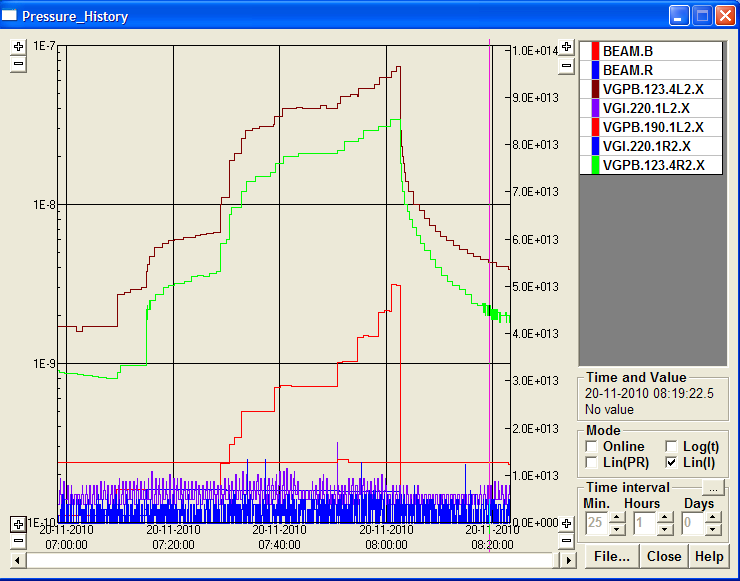 Pressure_History
1E-7
1E-8
1E-9
1E-10
1.0E+014
9.0E+013
8.0E+013
7.0E+013
6.0E+013
5.0E+013
4.0E+013
3.0E+013
2.0E+013
1.0E+013
0.0E+000
20-11-2010 20-11-2010 20-11-2010 20-11-2010 20-11-2010
07:00:00 07:20:00 07:40:00 08:00:00 08:20:00
BEAM.B
BEAM.R
VGPB.123.4L2.X
VGI.220.1L2.X
VGPB.190.1L2.X
VGI.220.1R2.X
VGPB.123.4R2.X
Time and Value
20-11-2010 08:19:22.5
No value
Mode
Online Log(t)
Lin(PR) Lin(I)
Time interval ...
Min. Hours Days
25 1 0
File... Close Help